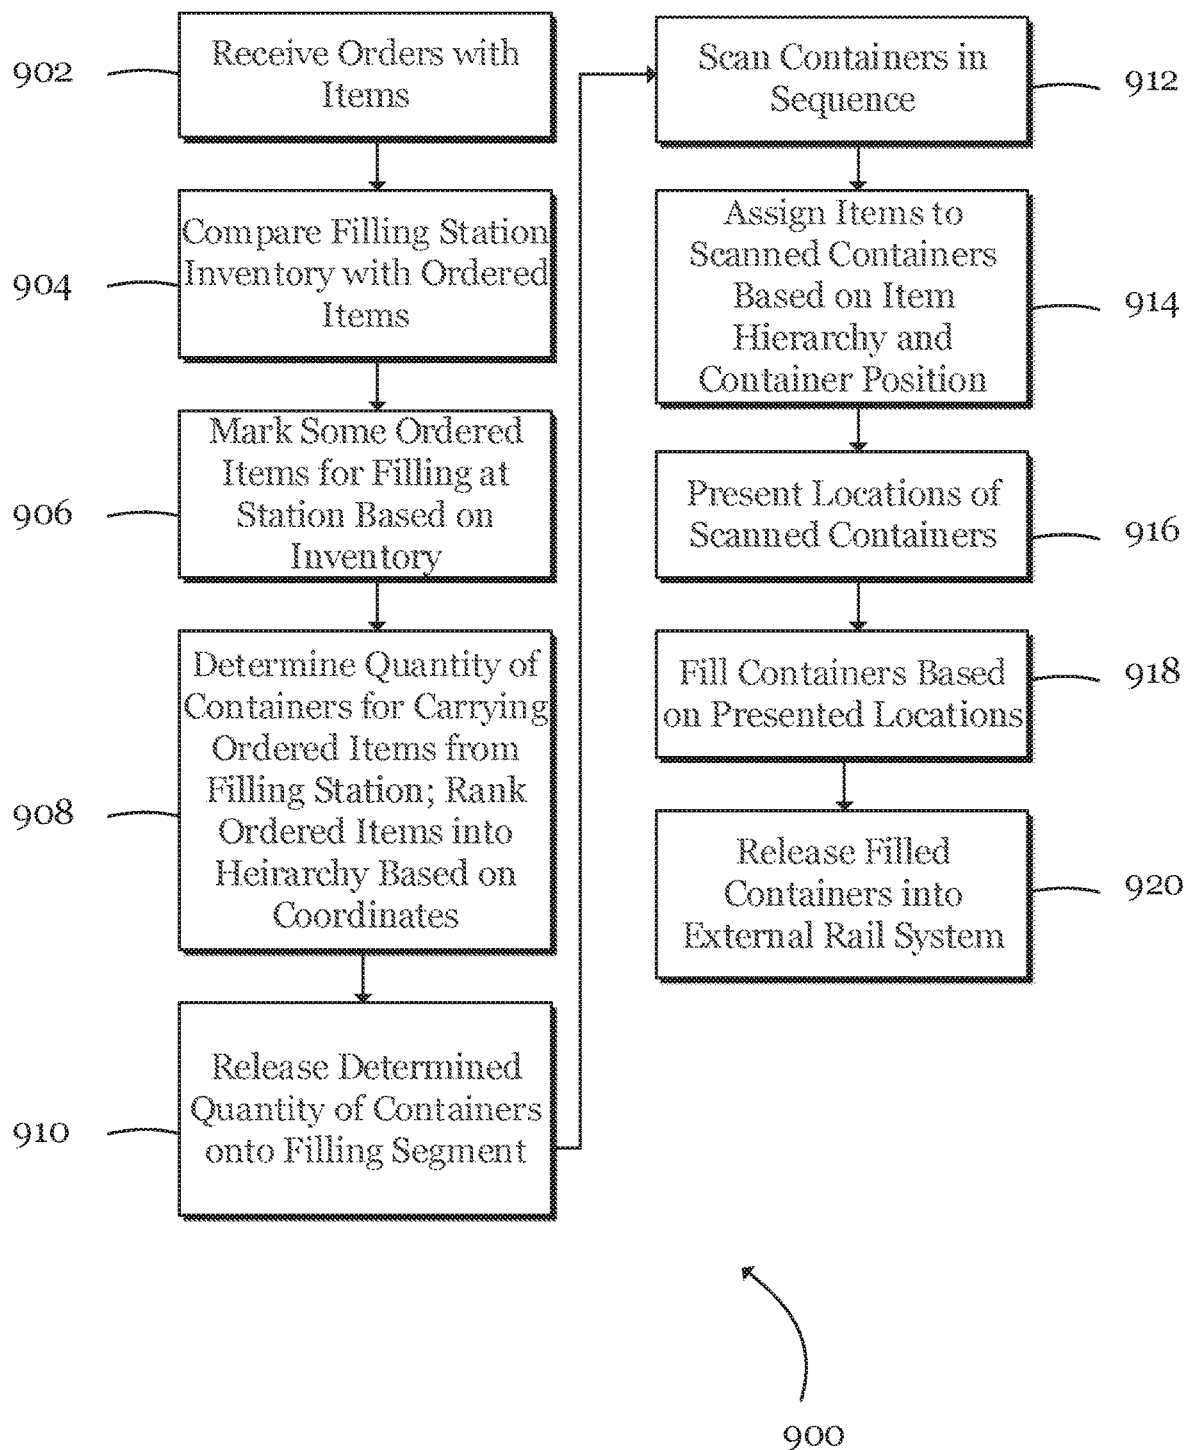 902
Receive Orders with
Items
904
Compare Filling Station
Inventory with Ordered
Items
906
Mark Some Ordered
Items for Filling at
Station Based on
Inventory
908
Determine Quantity of
Containers for Carrying
Ordered Items from
Filling Station; Rank
Ordered Items into
Heirarchy Based on
Coordinates
910
Release Determined
Quantity of Containers
onto Filling Segment
Scan Containers in
Sequence
912
Assign Items to
Scanned Containers
Based on Item
Hierarchy and
Container Position
914
Present Locations of
Scanned Containers
916
Fill Containers Based
on Presented Locations
918
Release Filled
Containers into
External Rail System
920
900